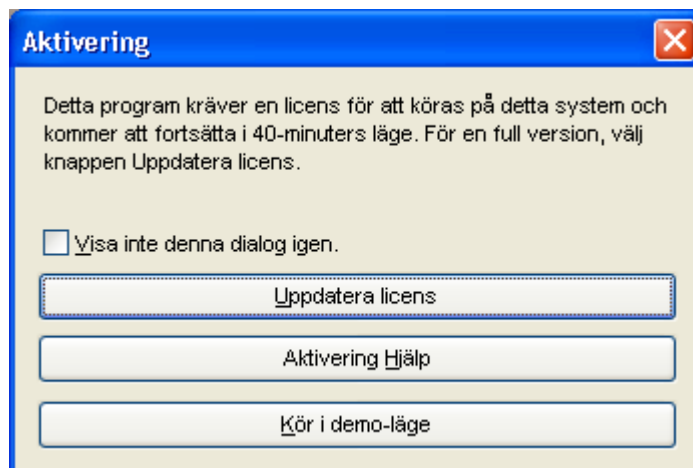 Aktivering
Detta program kräver en licens för att köras på detta system och
kommer att fortsätta i 40-minuters läge. För en full version, välj
knappen Uppdatera licens.
Visa inte denna dialog igen.
Uppdatera licens
Aktivering Hjälp
Kör i demo-läge